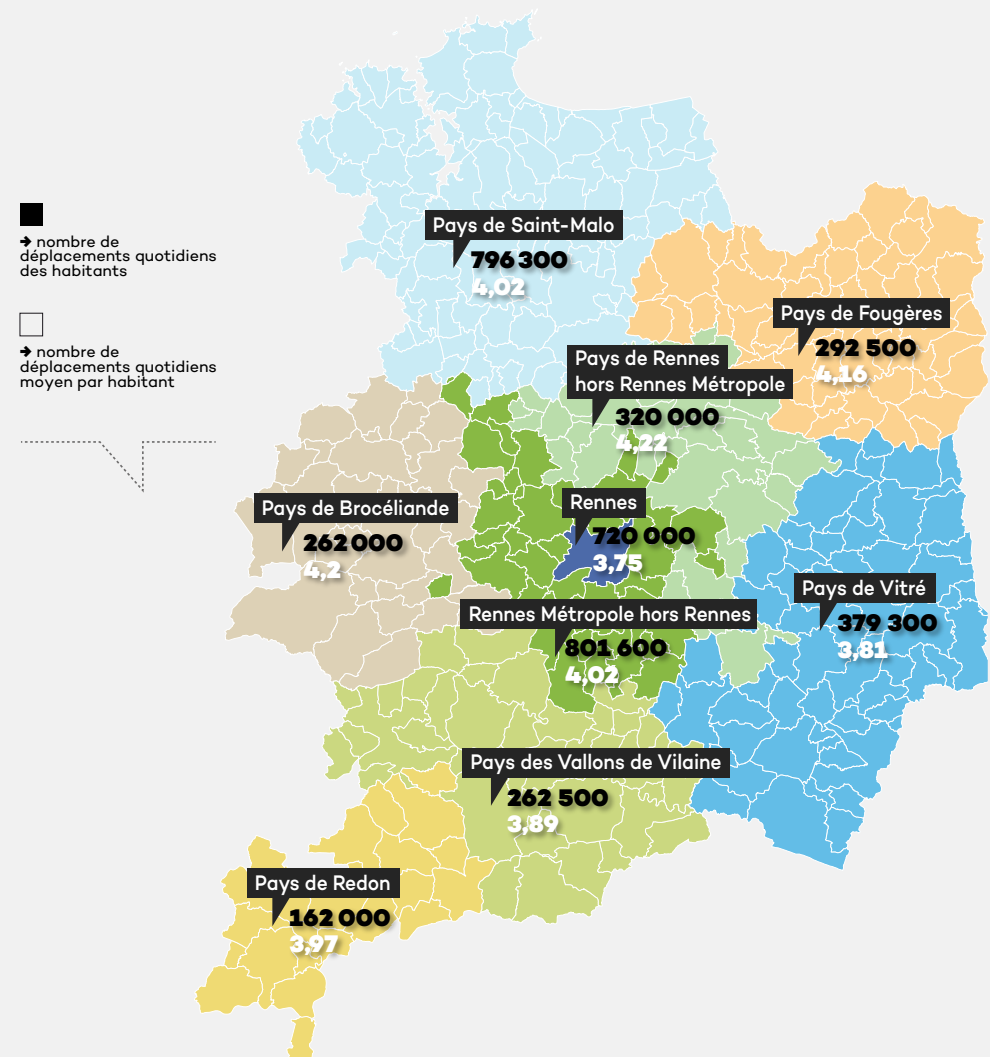 → nombre de
déplacements quotidiens
des habitants
→ nombre de
déplacements quotidiens
moyen par habitant
Pays de Saint-Malo
796 300
4,02
Pays de Fougères
292 500
4,16
Pays de Rennes
hors Rennes Métropole
320 000
4,22
Pays de Brocéliande
262 000
4,2
Rennes
720 000
3,75
Pays de Vitré
379 300
3,81
Rennes Métropole hors Rennes
801 600
4,02
Pays des Vallons de Vilaine
262 500
3,89
Pays de Redon
162 000
3,97